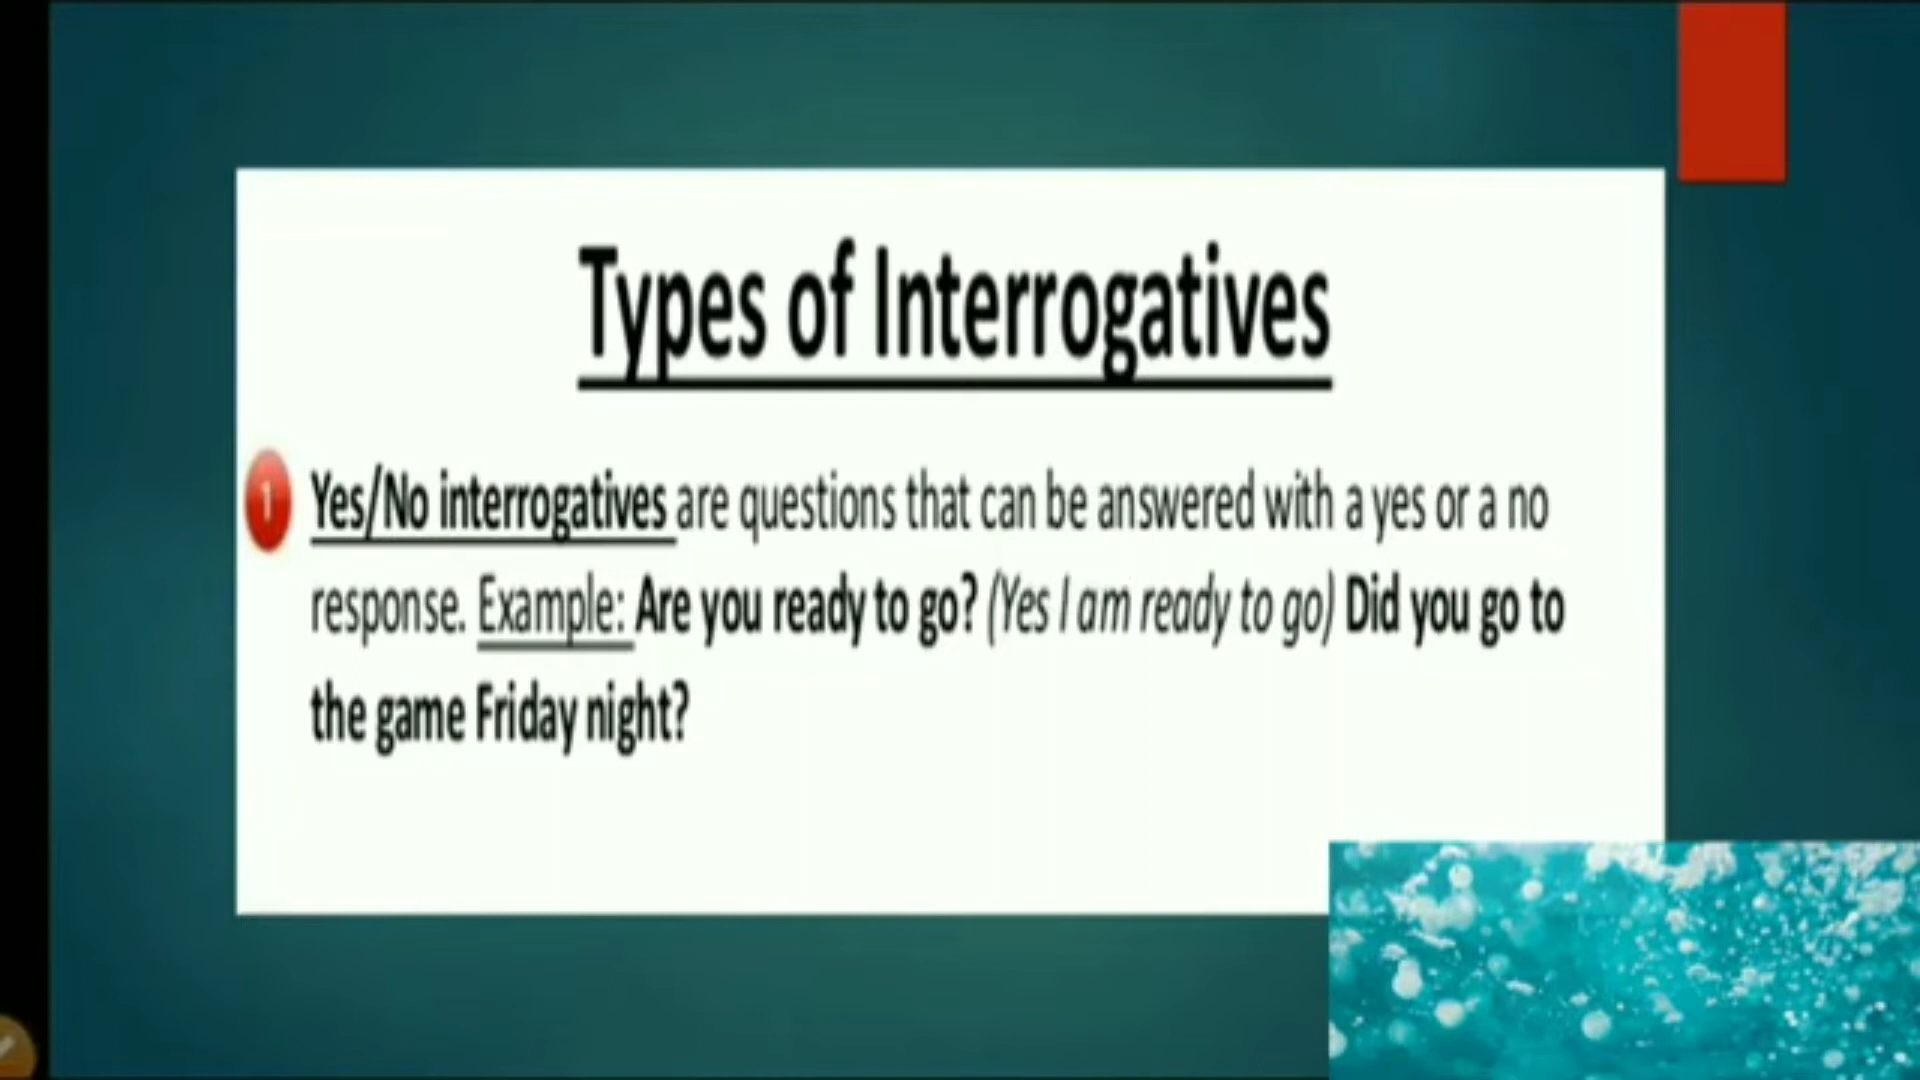 Types of Interrogatives
1 Yes/No interrogatives are questions that can be answered with a yes or a no
response. Example: Are you ready to go? (Yes I am ready to go) Did you go to
the game Friday night?